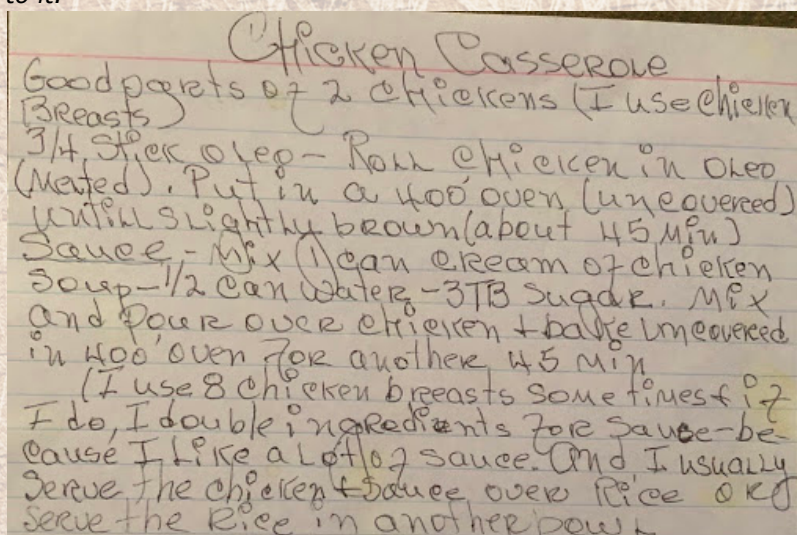 to it.
Chicken Casserole
Good parts of 2 chickens (I use chicken
Breasts)
3/4 stick oleo - Roll chicken in oleo
(Melted). Put in a 400° oven (uncovered)
untill slightly brown (about 45 Min)
Sauce - Mix (1) can cream of chicken
Soup - 1/2 can water - 3TB Sugar. Mix
and pour over chicken + bake uncovered
in 400° oven for another 45 Min
(I use 8 chicken breasts sometimes + if
I do, I double ingredients for sauce - be-
cause I like a lot of sauce. And I usually
serve the chicken + sauce over Rice or
serve the Rice in another bowl